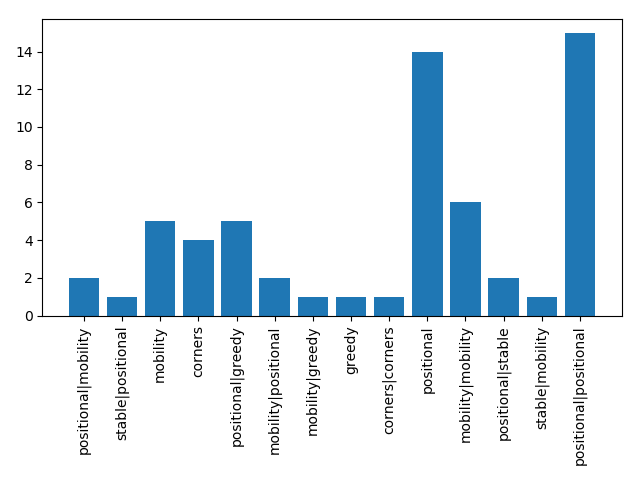 14
12
10
8
6
4
2
0
positional|mobility
stable|positional
mobility
corners
positional|greedy
mobility|positional
mobility|greedy
greedy
corners|corners
positional
mobility|mobility
positional|stable
stable|mobility
positional|positional